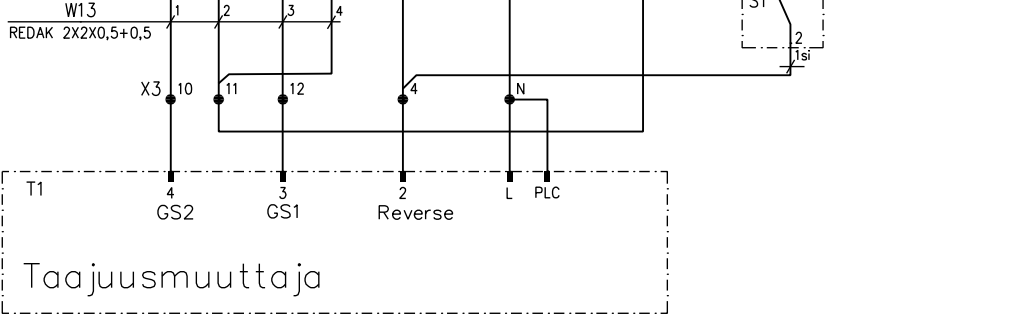 S1
W13 1 2 3 4
REDAK 2X2X0,5+0,5
2
1si
X3 10 11 12 4 N
T1 4 3 2 L PLC
GS2 GS1 Reverse
Taajuusmuuttaja